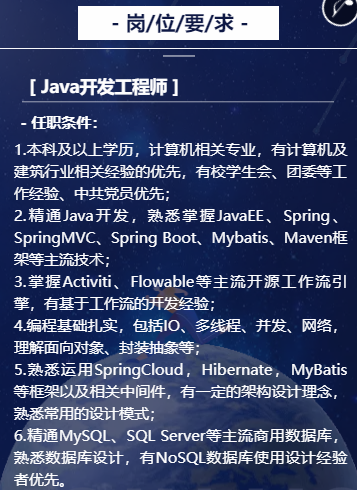 - 岗/位/要/求 -
[ Java开发工程师 ]
- 任职条件：
1.本科及以上学历，计算机相关专业，有计算机及
建筑行业相关经验的优先，有校学生会、团委等工
作经验、中共党员优先；
2.精通Java开发，熟悉掌握JavaEE、Spring、
SpringMVC、Spring Boot、Mybatis、Maven框
架等主流技术；
3.掌握Activiti、Flowable等主流开源工作流引
擎，有基于工作流的开发经验；
4.编程基础扎实，包括IO、多线程、并发、网络，
理解面向对象、封装抽象等；
5.熟悉运用SpringCloud，Hibernate，MyBatis
等框架以及相关中间件，有一定的架构设计理念，
熟悉常用的设计模式；
6.精通MySQL、SQL Server等主流商用数据库，
熟悉数据库设计，有NoSQL数据库使用设计经验
者优先。